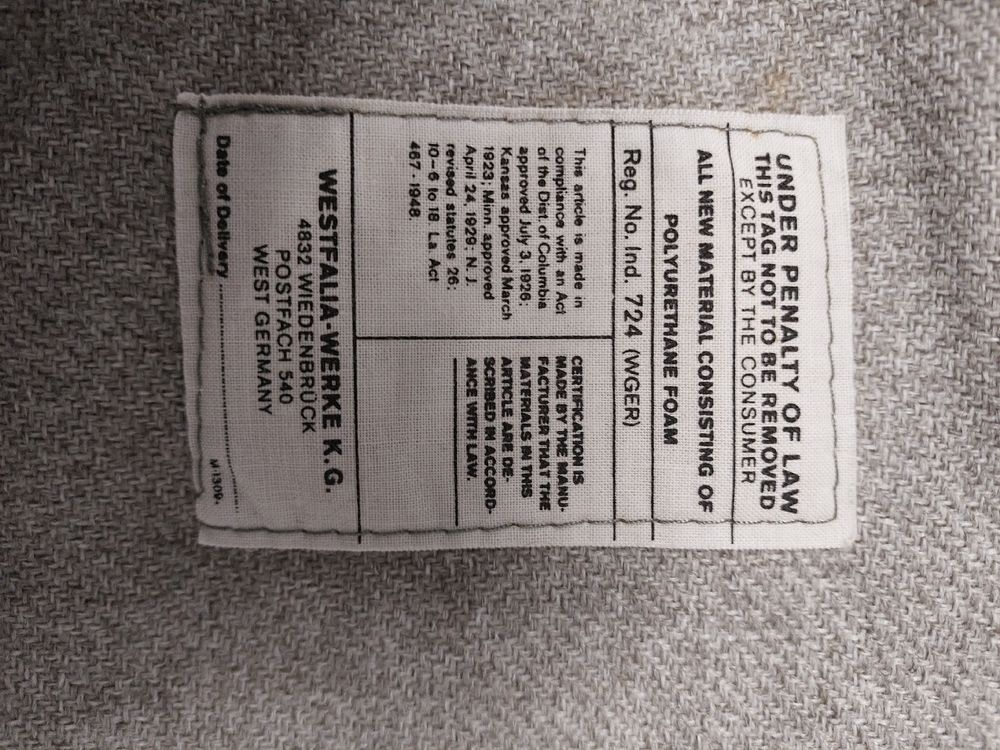 UNDER PENALTY OF LAW
THIS TAG NOT TO BE REMOVED
EXCEPT BY THE CONSUMER
ALL NEW MATERIAL CONSISTING OF
POLYURETHANE FOAM
Reg. No. Ind. 724 (WGER)
This article is made in
compliance with an Act
of the Dist. of Columbia
approved July 3. 1926;
Kansas approved March
1923; Minn. approved
April 24, 1929; N. J.
revised statutes 26:
10-6 to 18 La Act
467 - 1948.
CERTIFICATION IS
MADE BY THE MANU-
FACTURER THAT THE
MATERIALS IN THIS
ARTICLE ARE DE-
SCRIBED IN ACCORD-
ANCE WITH LAW.
WESTFALIA-WERKE K.G.
4832 WIEDENBRÜCK
POSTFACH 540
WEST GERMANY
Date of Delivery
M-1309.